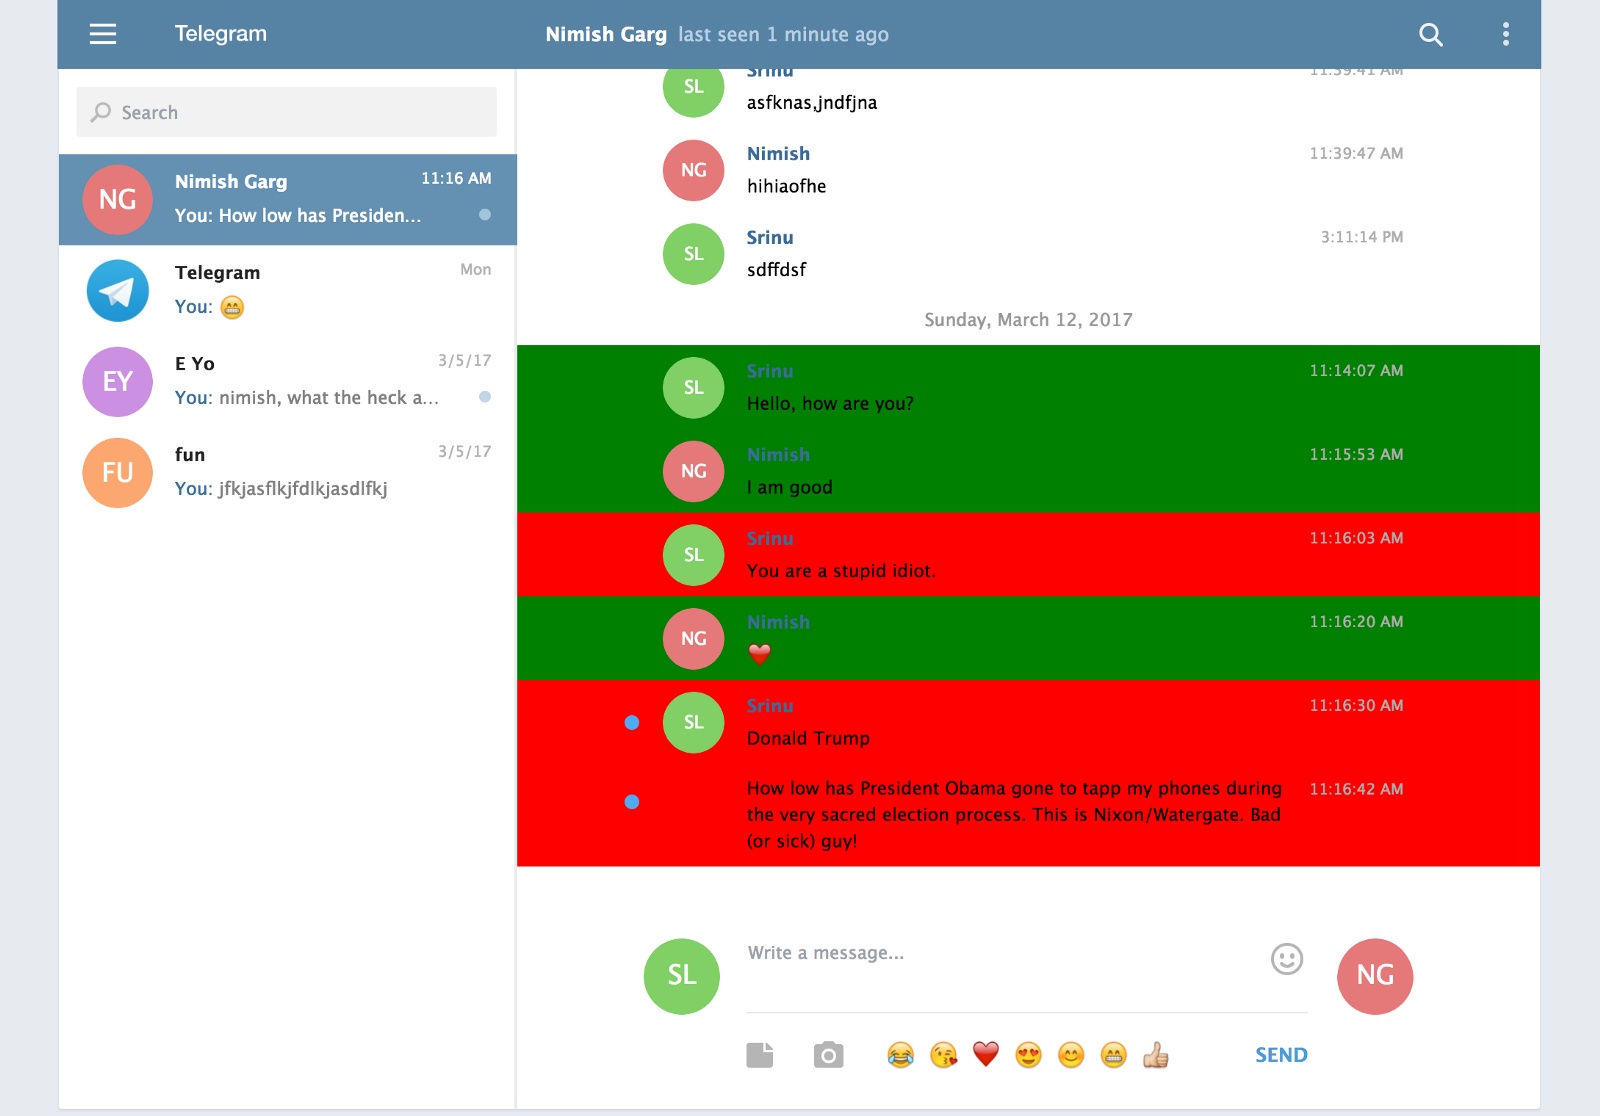 Telegram
Nimish Garg last seen 1 minute ago
Search
NG
Nimish Garg
11:16 AM
You: How low has Presiden...
Telegram
Mon
You: 😁
EY
E Yo
3/5/17
You: nimish, what the heck a...
FU
fun
3/5/17
You: jfkjasflkjfdlkjasdlfkj
SL
Srinu
11:39:41 AM
asfknas,jndfjna
NG
Nimish
11:39:47 AM
hihiaofhe
SL
Srinu
3:11:14 PM
sdffdsf
Sunday, March 12, 2017
SL
Srinu
11:14:07 AM
Hello, how are you?
NG
Nimish
11:15:53 AM
I am good
SL
Srinu
11:16:03 AM
You are a stupid idiot.
NG
Nimish
11:16:20 AM
❤️
SL
Srinu
11:16:30 AM
Donald Trump
How low has President Obama gone to tapp my phones during
11:16:42 AM
the very sacred election process. This is Nixon/Watergate. Bad
(or sick) guy!
SL
Write a message...
NG
😂 😘 ❤️ 😍 😊 😁 👍
SEND